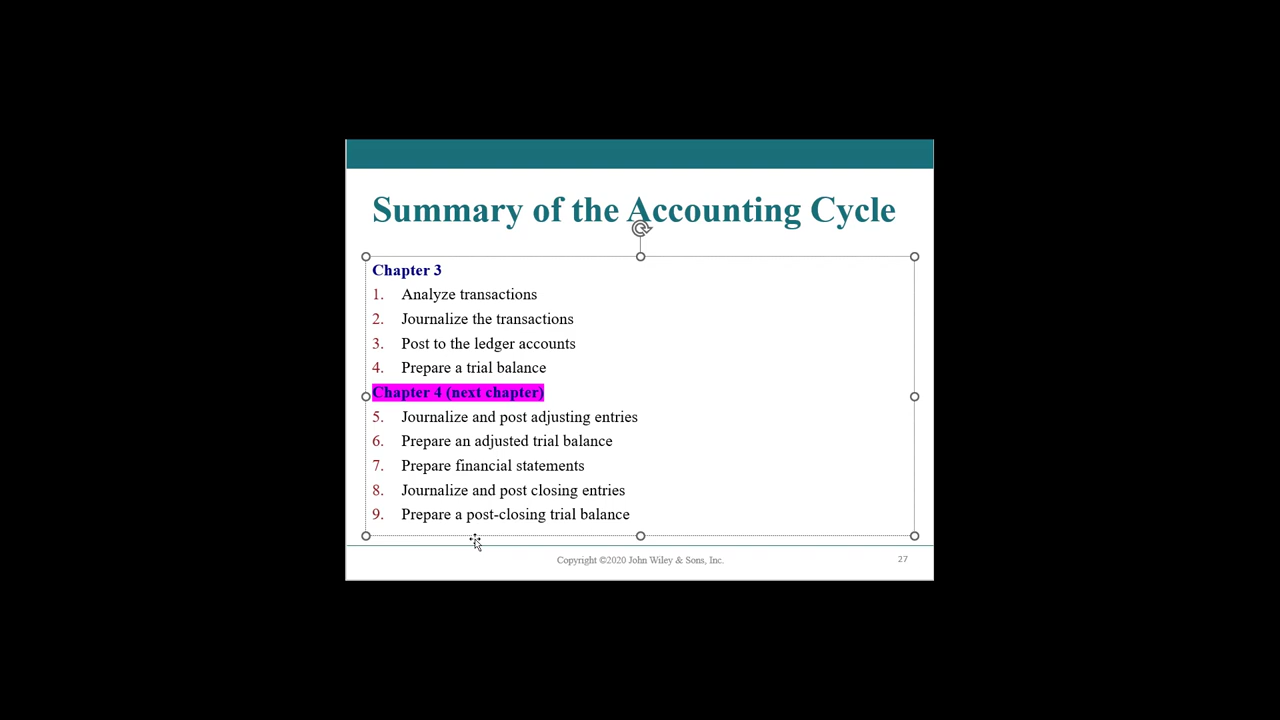 Summary of the Accounting Cycle
Chapter 3
1. Analyze transactions
2. Journalize the transactions
3. Post to the ledger accounts
4. Prepare a trial balance
Chapter 4 (next chapter)
5. Journalize and post adjusting entries
6. Prepare an adjusted trial balance
7. Prepare financial statements
8. Journalize and post closing entries
9. Prepare a post-closing trial balance
Copyright ©2020 John Wiley & Sons, Inc.
27